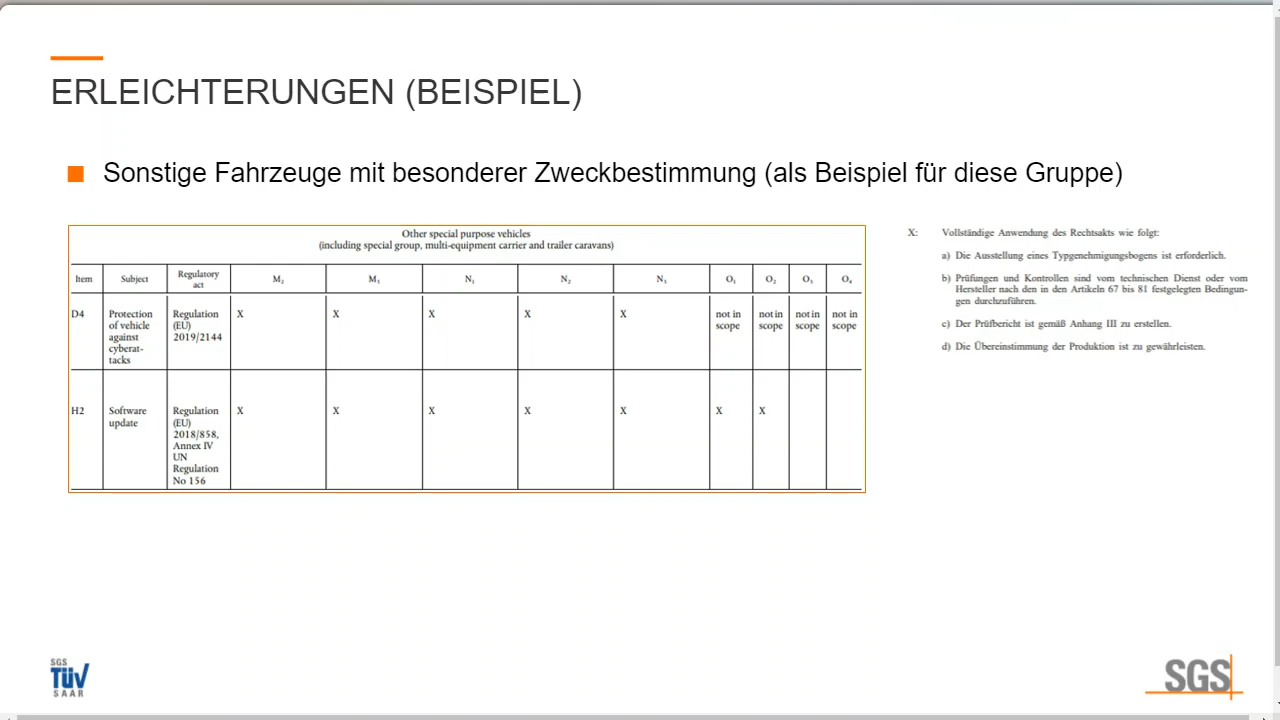 ERLEICHTERUNGEN (BEISPIEL)
Sonstige Fahrzeuge mit besonderer Zweckbestimmung (als Beispiel für diese Gruppe)
Other special purpose vehicles
(including special group, multi-equipment carrier and trailer caravans)
Item Subject Regulatory act M₂ M₃ N₁ N₂ N₃ O₁ O₂ O₃ O₄
D4 Protection of vehicle against cyberat-tacks Regulation (EU) 2019/2144 X X X X X not in scope not in scope not in scope not in scope
H2 Software update Regulation (EU) 2018/858, Annex IV UN Regulation No 156 X X X X X X X
X: Vollständige Anwendung des Rechtsakts wie folgt:
a) Die Ausstellung eines Typgenehmigungsbogens ist erforderlich.
b) Prüfungen und Kontrollen sind vom technischen Dienst oder vom
Hersteller nach den in den Artikeln 67 bis 81 festgelegten Bedingun-
gen durchzuführen.
c) Der Prüfbericht ist gemäß Anhang III zu erstellen.
d) Die Übereinstimmung der Produktion ist zu gewährleisten.
SGS
TÜV
SAAR
SGS